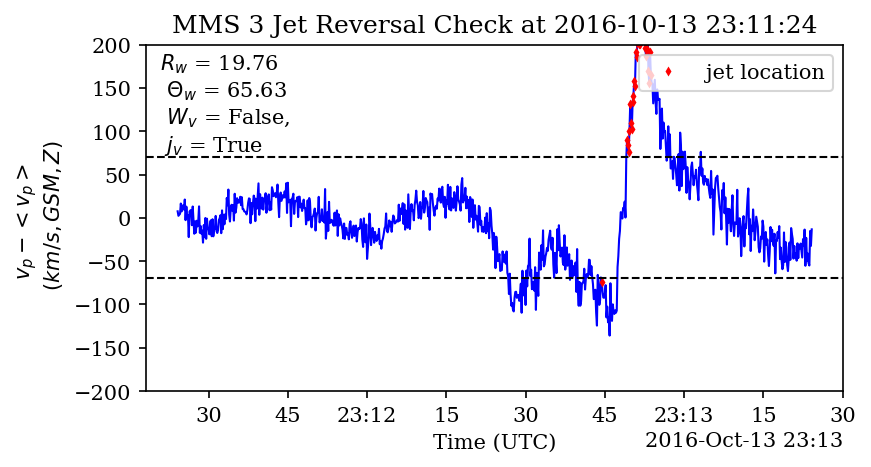 MMS 3 Jet Reversal Check at 2016-10-13 23:11:24
200
150
100
50
0
−50
−100
−150
−200
v_p − < v_p >
(km/s, GSM, Z)
R_w = 19.76
Θ_w = 65.63
W_v = False,
j_v = True
jet location
30 45 23:12 15 30 45 23:13 15 30
Time (UTC)
2016-Oct-13 23:13